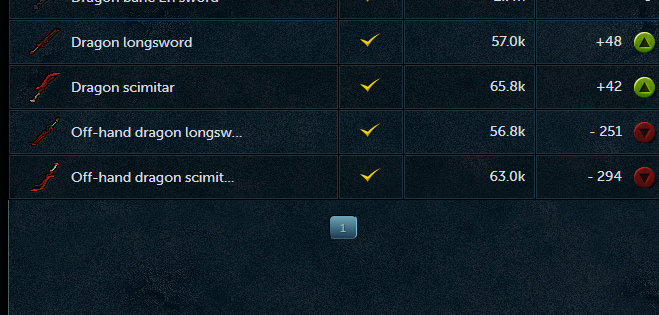 Dragon longsword 57.0k +48
Dragon scimitar 65.8k +42
Off-hand dragon longsw... 56.8k - 251
Off-hand dragon scimit... 63.0k - 294
1